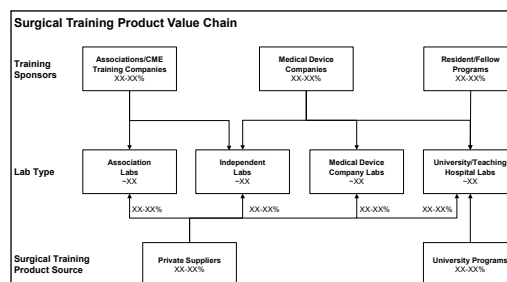 Surgical Training Product Value Chain
Training
Sponsors
Associations/CME
Training Companies
XX-XX%
Medical Device
Companies
XX-XX%
Resident/Fellow
Programs
XX-XX%
Lab Type
Association
Labs
~XX
Independent
Labs
~XX
Medical Device
Company Labs
~XX
University/Teaching
Hospital Labs
~XX
XX-XX%
XX-XX%
XX-XX%
XX-XX%
Surgical Training
Product Source
Private Suppliers
XX-XX%
University Programs
XX-XX%